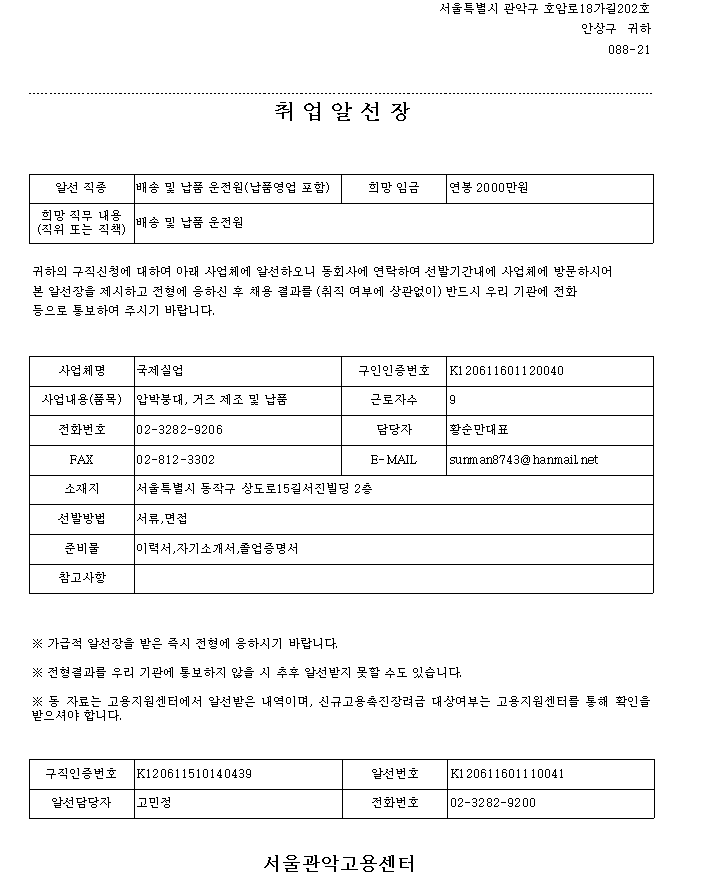 서울특별시 관악구 호암로18가길202호
안상구 귀하
088-21
취 업 알 선 장
알선 직종 배송 및 납품 운전원(납품영업 포함) 희망 임금 연봉 2000만원
희망 직무 내용
(직위 또는 직책) 배송 및 납품 운전원
귀하의 구직신청에 대하여 아래 사업체에 알선하오니 동회사에 연락하여 선발기간내에 사업체에 방문하시어
본 알선장을 제시하고 전형에 응하신 후 채용 결과를 (취직 여부에 상관없이) 반드시 우리 기관에 전화
등으로 통보하여 주시기 바랍니다.
사업체명 국제실업 구인인증번호 K120611601120040
사업내용(품목) 압박붕대, 거즈 제조 및 납품 근로자수 9
전화번호 02-3282-9206 담당자 황순만대표
FAX 02-812-3302 E-MAIL sunman8743@hanmail.net
소재지 서울특별시 동작구 상도로15길서진빌딩 2층
선발방법 서류,면접
준비물 이력서,자기소개서,졸업증명서
참고사항
※ 가급적 알선장을 받은 즉시 전형에 응하시기 바랍니다.
※ 전형결과를 우리 기관에 통보하지 않을 시 추후 알선받지 못할 수도 있습니다.
※ 동 자료는 고용지원센터에서 알선받은 내역이며, 신규고용촉진장려금 대상여부는 고용지원센터를 통해 확인을
받으셔야 합니다.
구직인증번호 K120611510140439 알선번호 K120611601110041
알선담당자 고민정 전화번호 02-3282-9200
서울관악고용센터